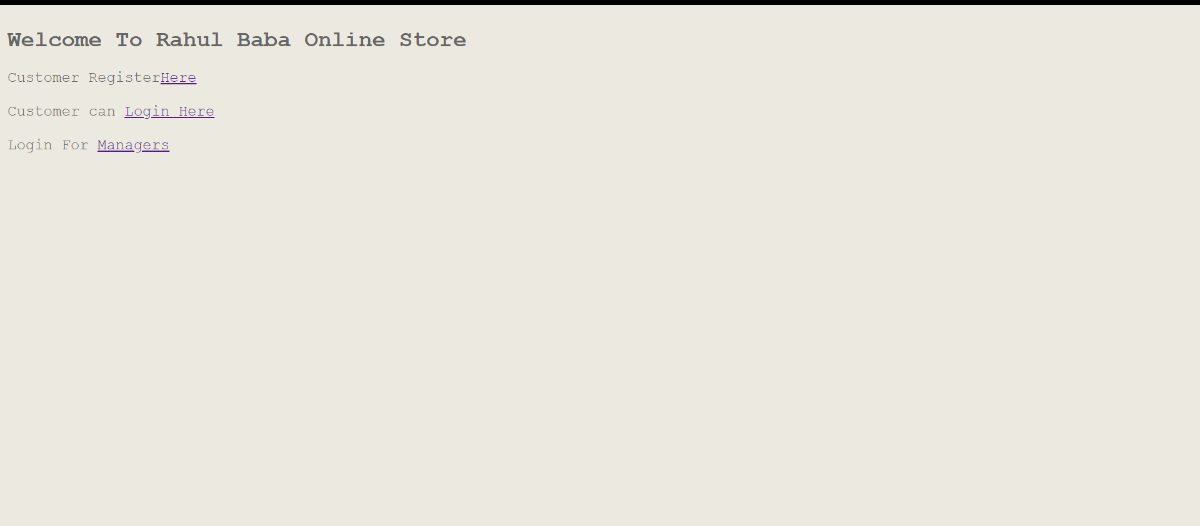 Welcome To Rahul Baba Online Store
Customer RegisterHere
Customer can Login Here
Login For Managers